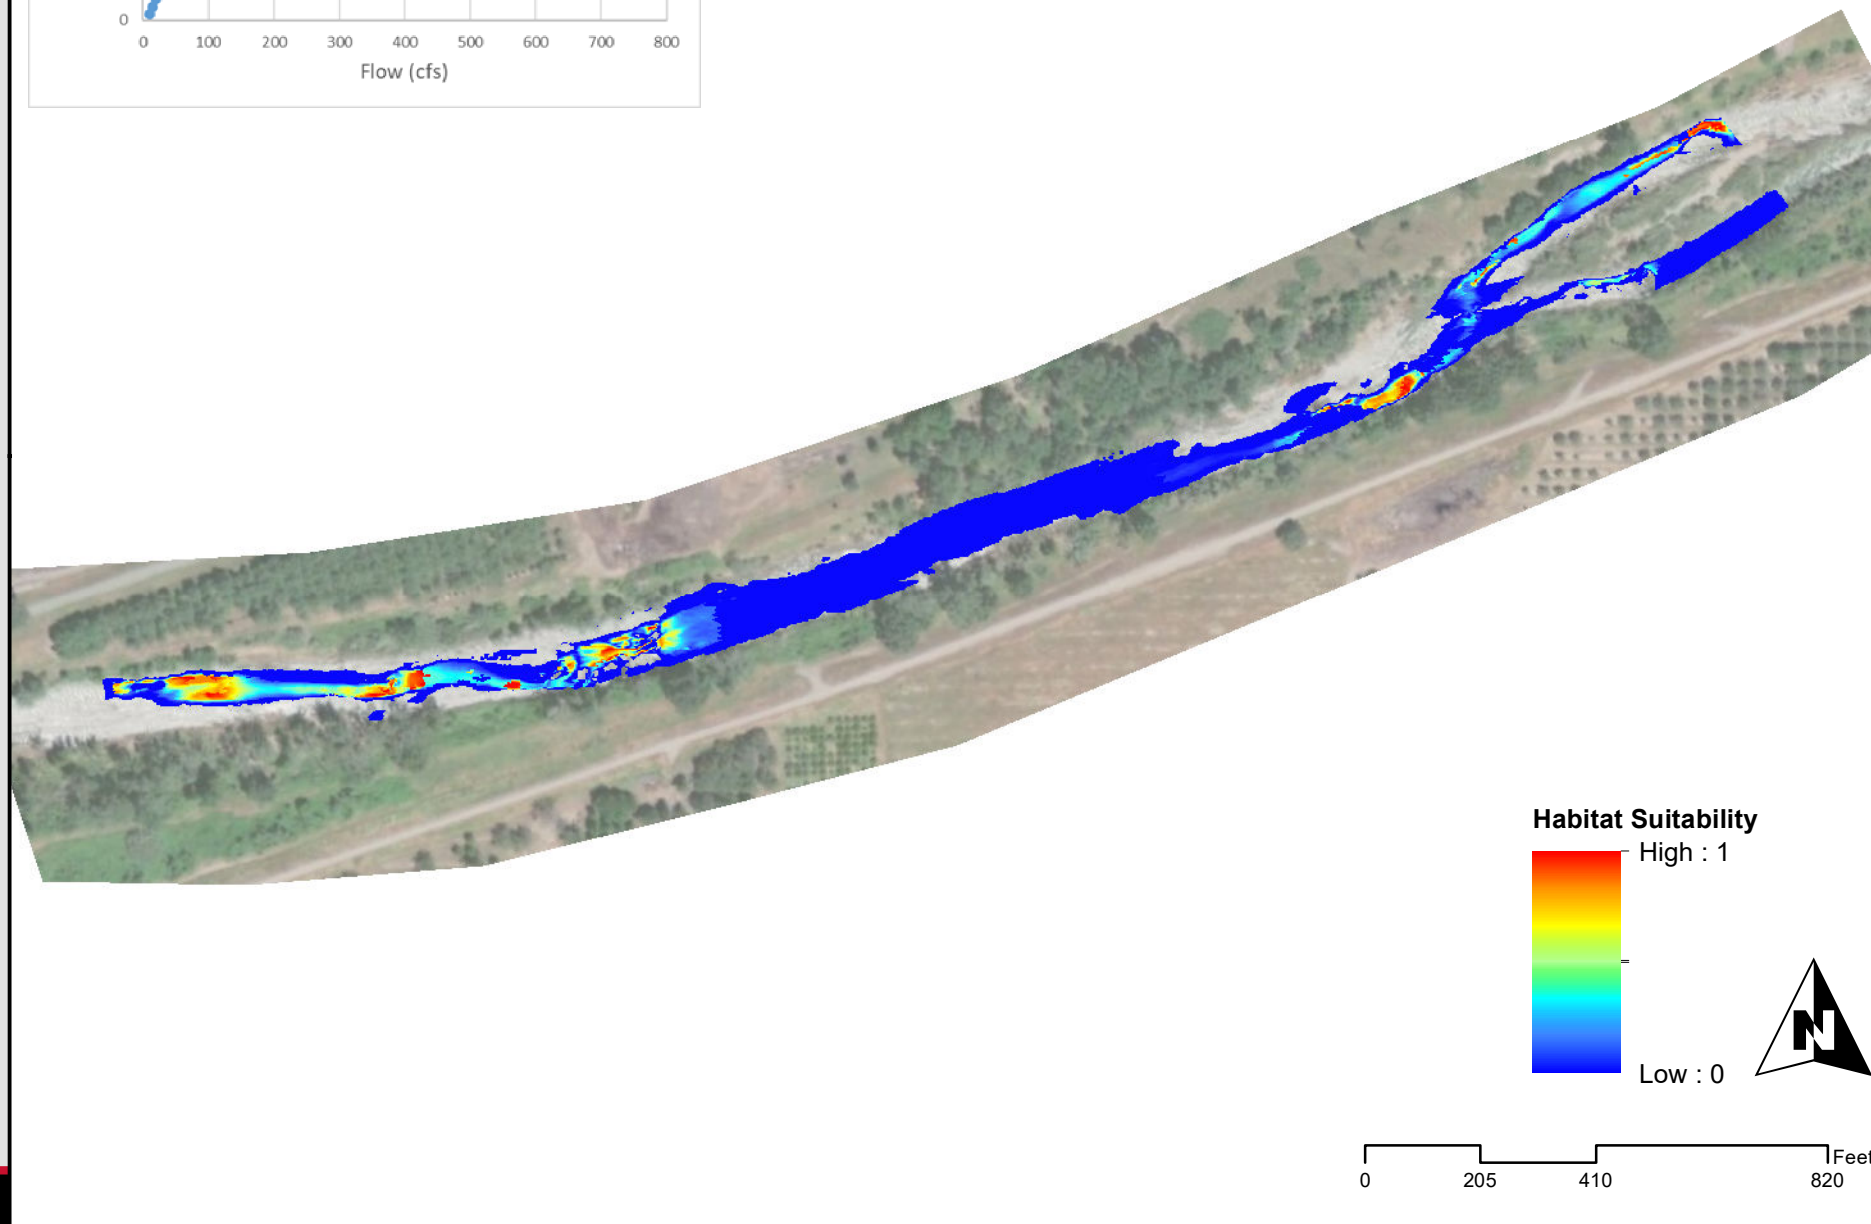 0
0 100 200 300 400 500 600 700 800
Flow (cfs)
Habitat Suitability
High : 1
Low : 0
N
Feet
0 205 410 820